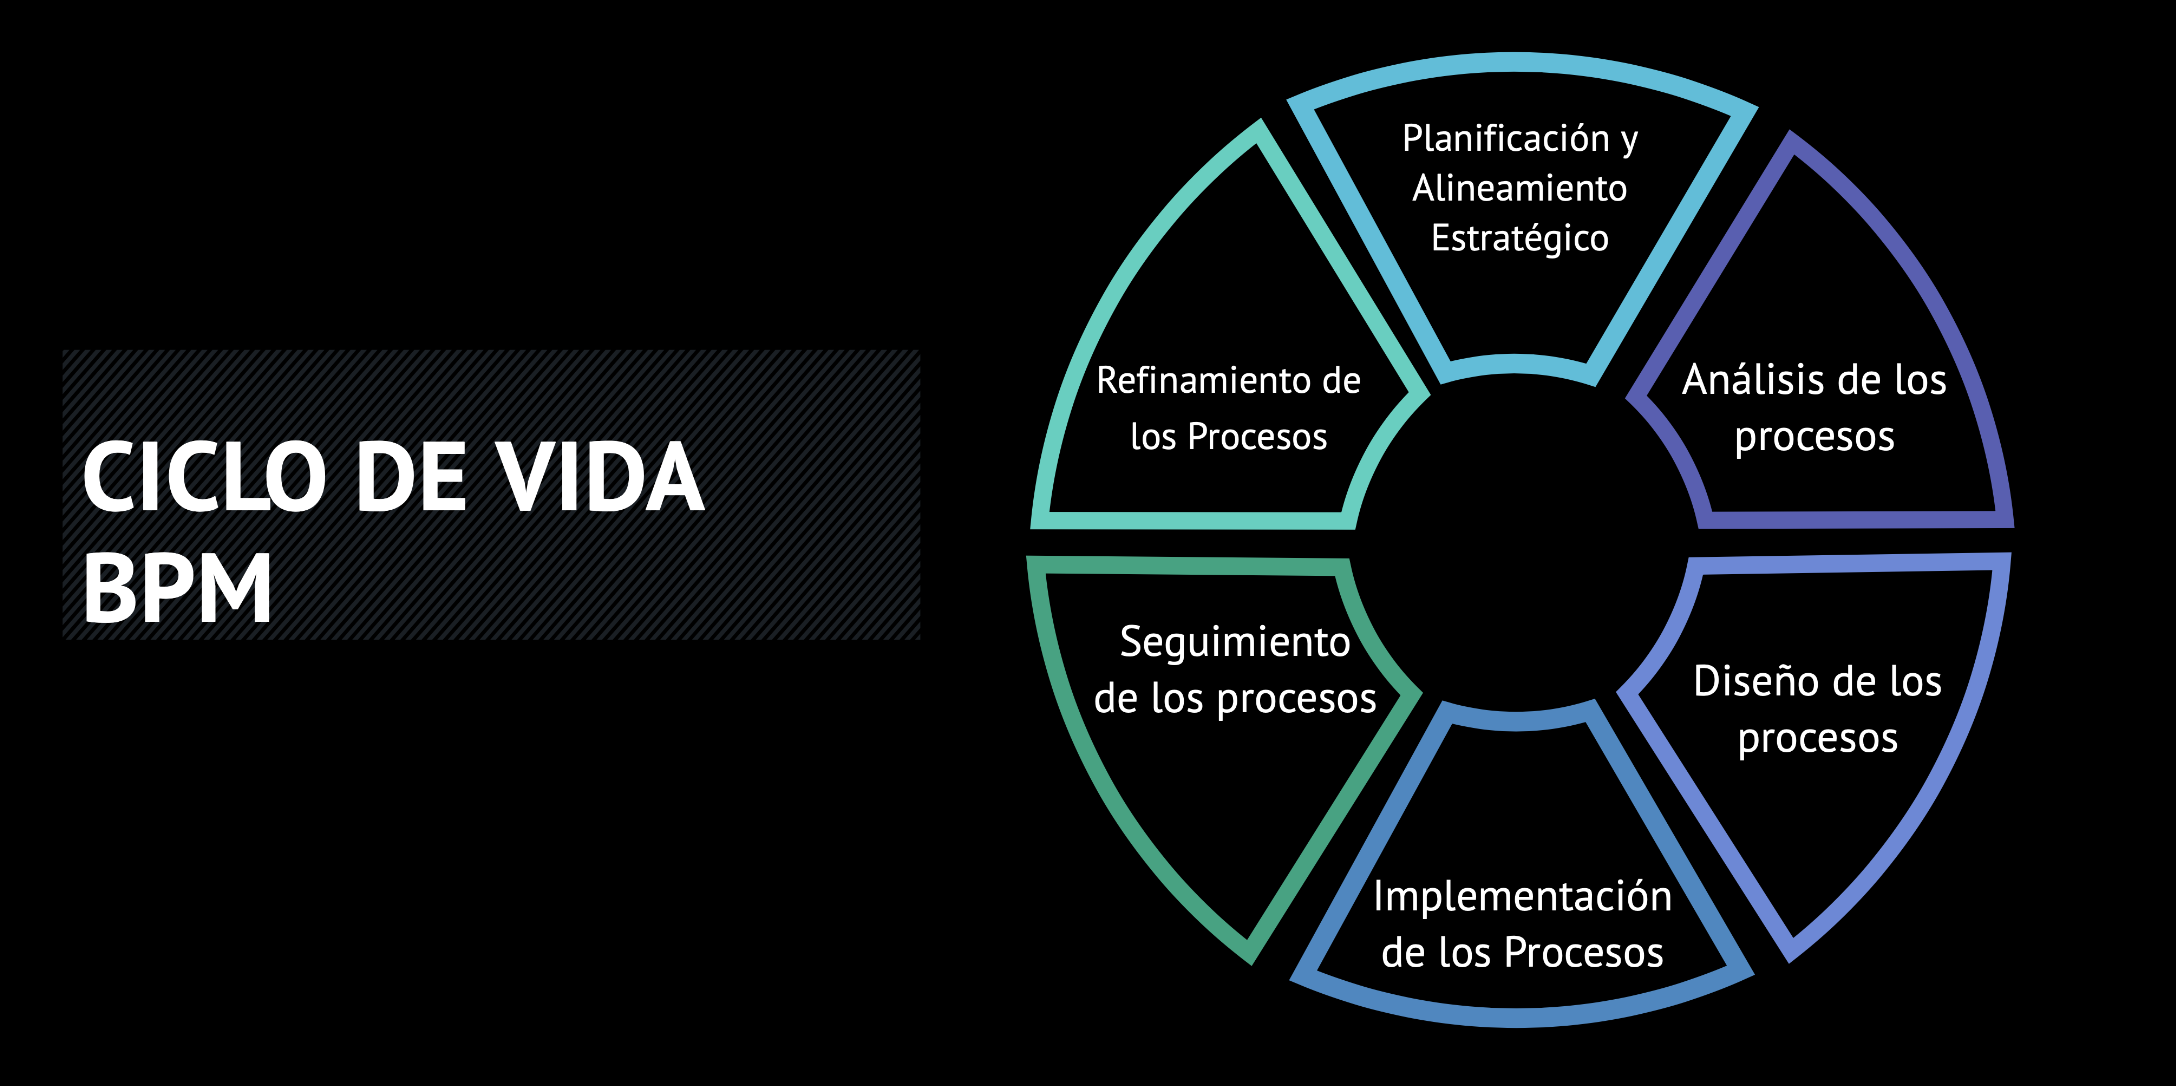 CICLO DE VIDA
BPM
Planificación y
Alineamiento
Estratégico
Análisis de los
procesos
Diseño de los
procesos
Implementación
de los Procesos
Seguimiento
de los procesos
Refinamiento de
los Procesos